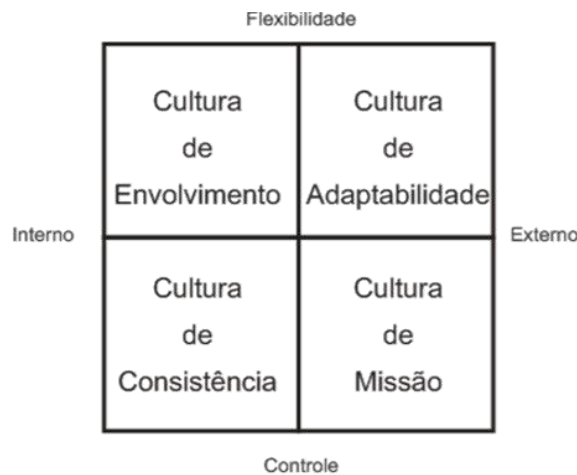 Flexibilidade
Cultura
de
Envolvimento
Cultura
de
Adaptabilidade
Interno
Externo
Cultura
de
Consistência
Cultura
de
Missão
Controle